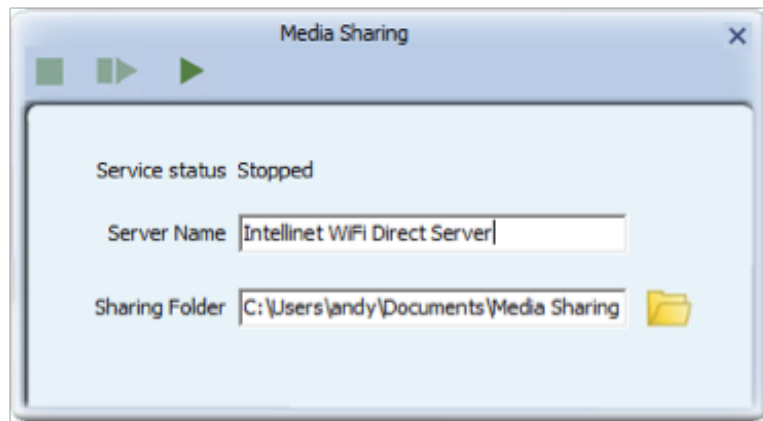 Media Sharing
Service status Stopped
Server Name Intellinet WiFi Direct Server
Sharing Folder C:\Users\andy\Documents\Media Sharing